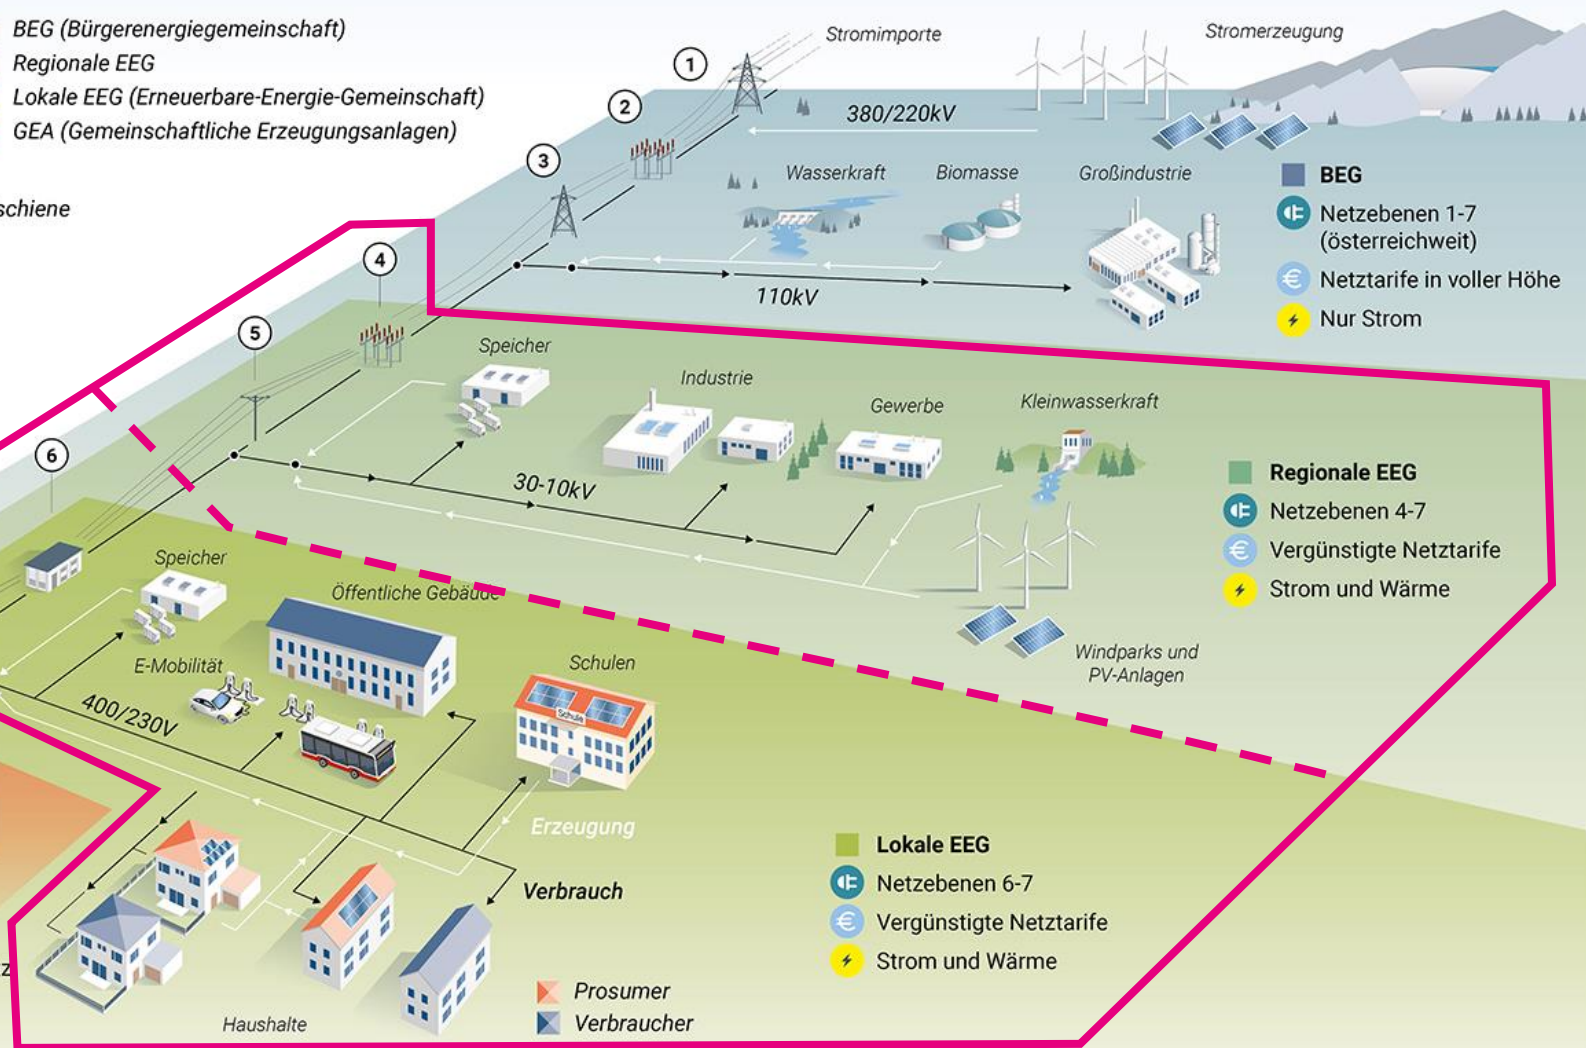 BEG (Bürgerenergiegemeinschaft)
Regionale EEG
Lokale EEG (Erneuerbare-Energie-Gemeinschaft)
GEA (Gemeinschaftliche Erzeugungsanlagen)
schiene
1
2
3
4
5
6
Stromimporte
Stromerzeugung
380/220kV
Wasserkraft
Biomasse
Großindustrie
110kV
BEG
Netzebenen 1-7
(österreichweit)
€ Netztarife in voller Höhe
Nur Strom
Speicher
Industrie
Gewerbe
Kleinwasserkraft
30-10kV
Windparks und
PV-Anlagen
Regionale EEG
Netzebenen 4-7
€ Vergünstigte Netztarife
Strom und Wärme
Speicher
Öffentliche Gebäude
E-Mobilität
Schulen
Schule
400/230V
Erzeugung
Verbrauch
Lokale EEG
Netzebenen 6-7
€ Vergünstigte Netztarife
Strom und Wärme
tz
Haushalte
Prosumer
Verbraucher